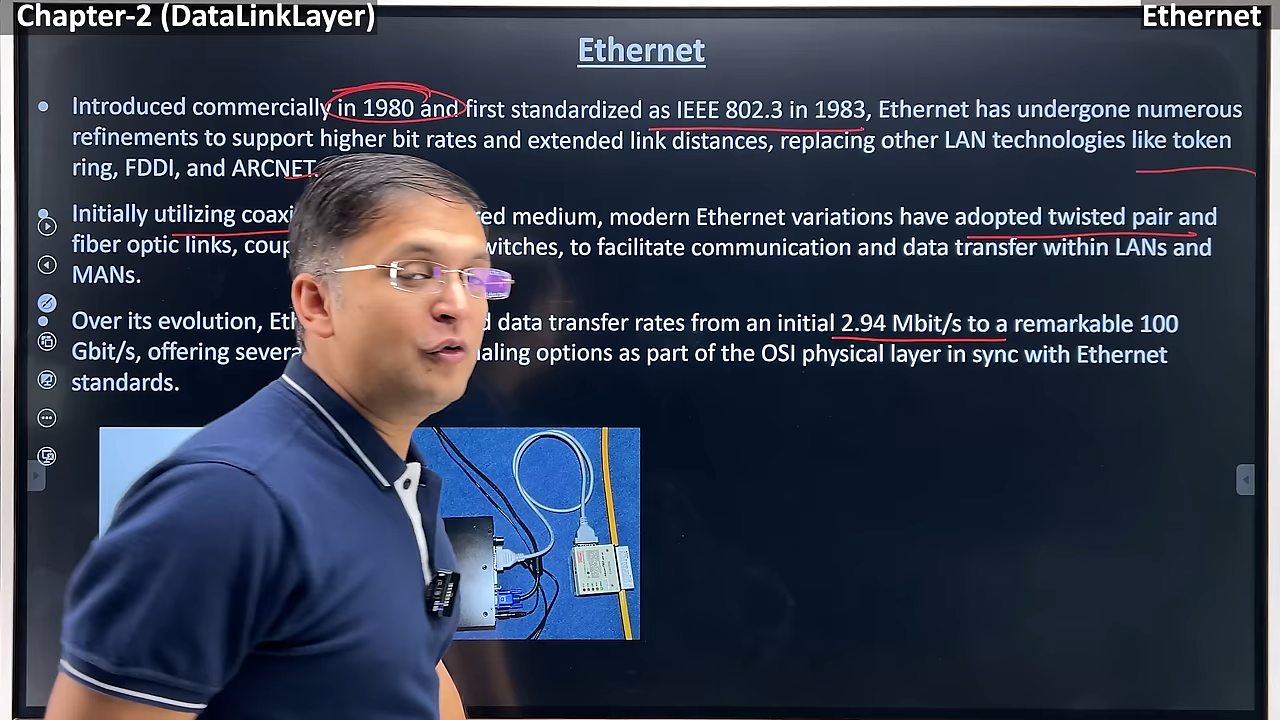 Chapter-2 (DataLinkLayer)
Ethernet
Ethernet
Introduced commercially in 1980 and first standardized as IEEE 802.3 in 1983, Ethernet has undergone numerous
refinements to support higher bit rates and extended link distances, replacing other LAN technologies like token
ring, FDDI, and ARCNET.
Initially utilizing medium, modern Ethernet variations have adopted twisted pair and
fiber optic links, to facilitate communication and data transfer within LANs and
MANs.
Over its evolution, data transfer rates from an initial 2.94 Mbit/s to a remarkable 100
Gbit/s, offering options as part of the OSI physical layer in sync with Ethernet
standards.